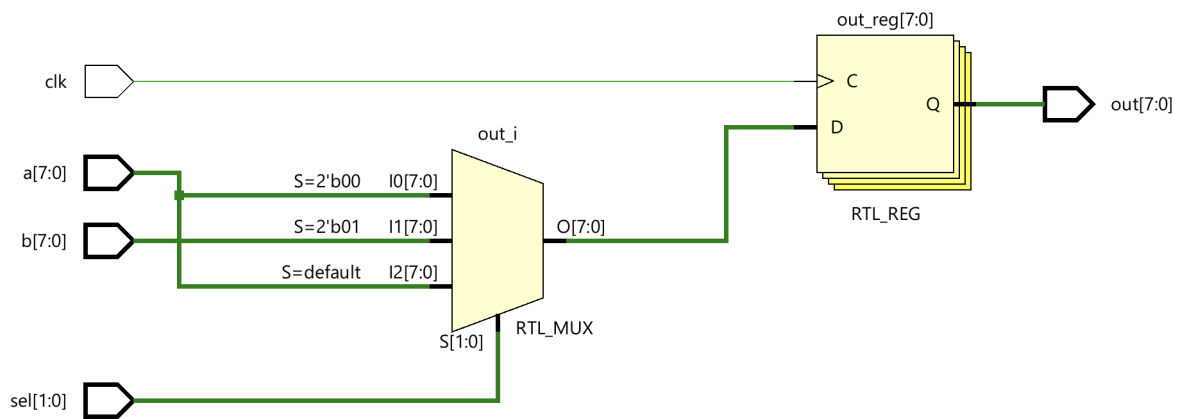 out_reg[7:0]
clk
C
Q
out[7:0]
D
out_i
a[7:0]
S=2'b00 I0[7:0]
RTL_REG
S=2'b01 I1[7:0]
O[7:0]
b[7:0]
S=default I2[7:0]
RTL_MUX
S[1:0]
sel[1:0]